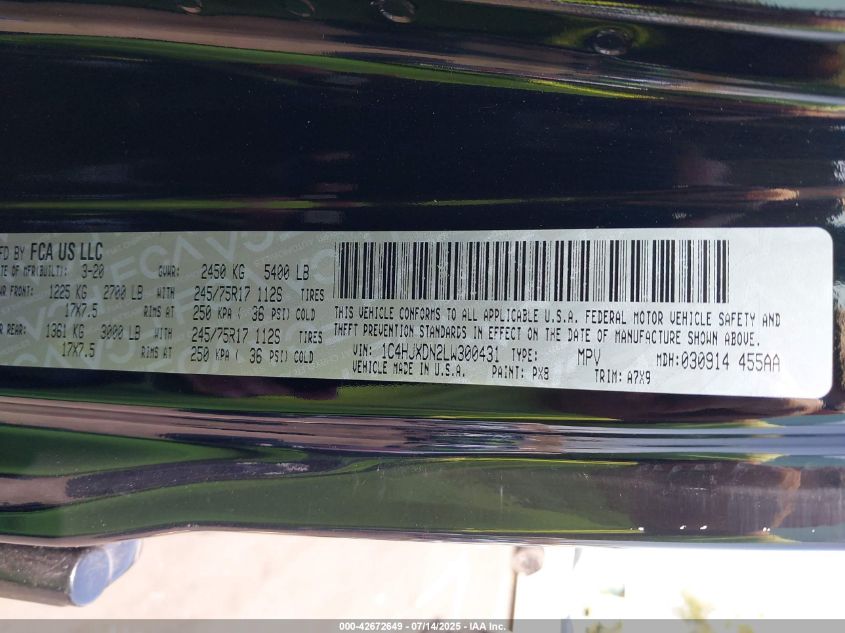 MFD BY FCA US LLC
DATE OF MFR(BUILT): 3-20 GVWR: 2450 KG 5400 LB
FRONT: 1225 KG 2700 LB WITH 245/75R17 112S TIRES
17X7.5 RIMS AT 250 KPA ( 36 PSI) COLD
REAR: 1361 KG 3000 LB WITH 245/75R17 112S TIRES
17X7.5 RIMS AT 250 KPA ( 36 PSI) COLD
THIS VEHICLE CONFORMS TO ALL APPLICABLE U.S.A. FEDERAL MOTOR VEHICLE SAFETY AND
THEFT PREVENTION STANDARDS IN EFFECT ON THE DATE OF MANUFACTURE SHOWN ABOVE.
VIN: 1C4HJXDN2LW300431 TYPE: MPV MDH:030914 455AA
VEHICLE MADE IN U.S.A. PAINT: PX8 TRIM: A7X9
000-42672649 - 07/14/2025 - IAA Inc.